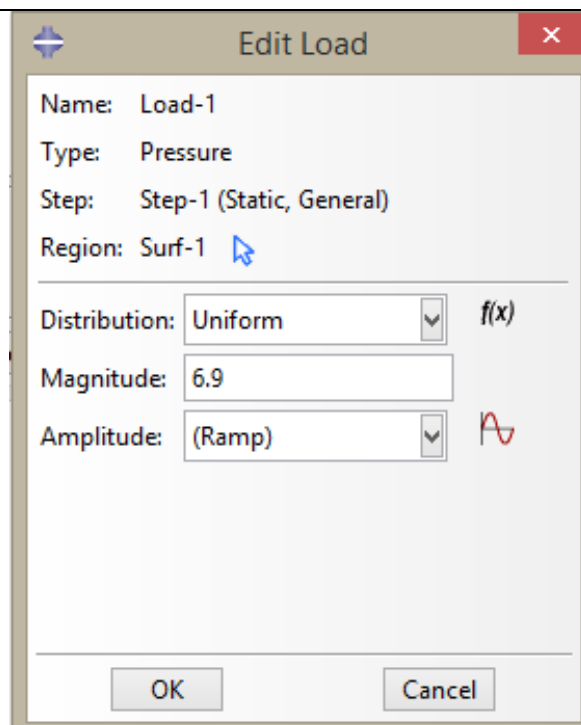 Edit Load
Name: Load-1
Type: Pressure
Step: Step-1 (Static, General)
Region: Surf-1
Distribution: Uniform f(x)
Magnitude: 6.9
Amplitude: (Ramp)
OK Cancel